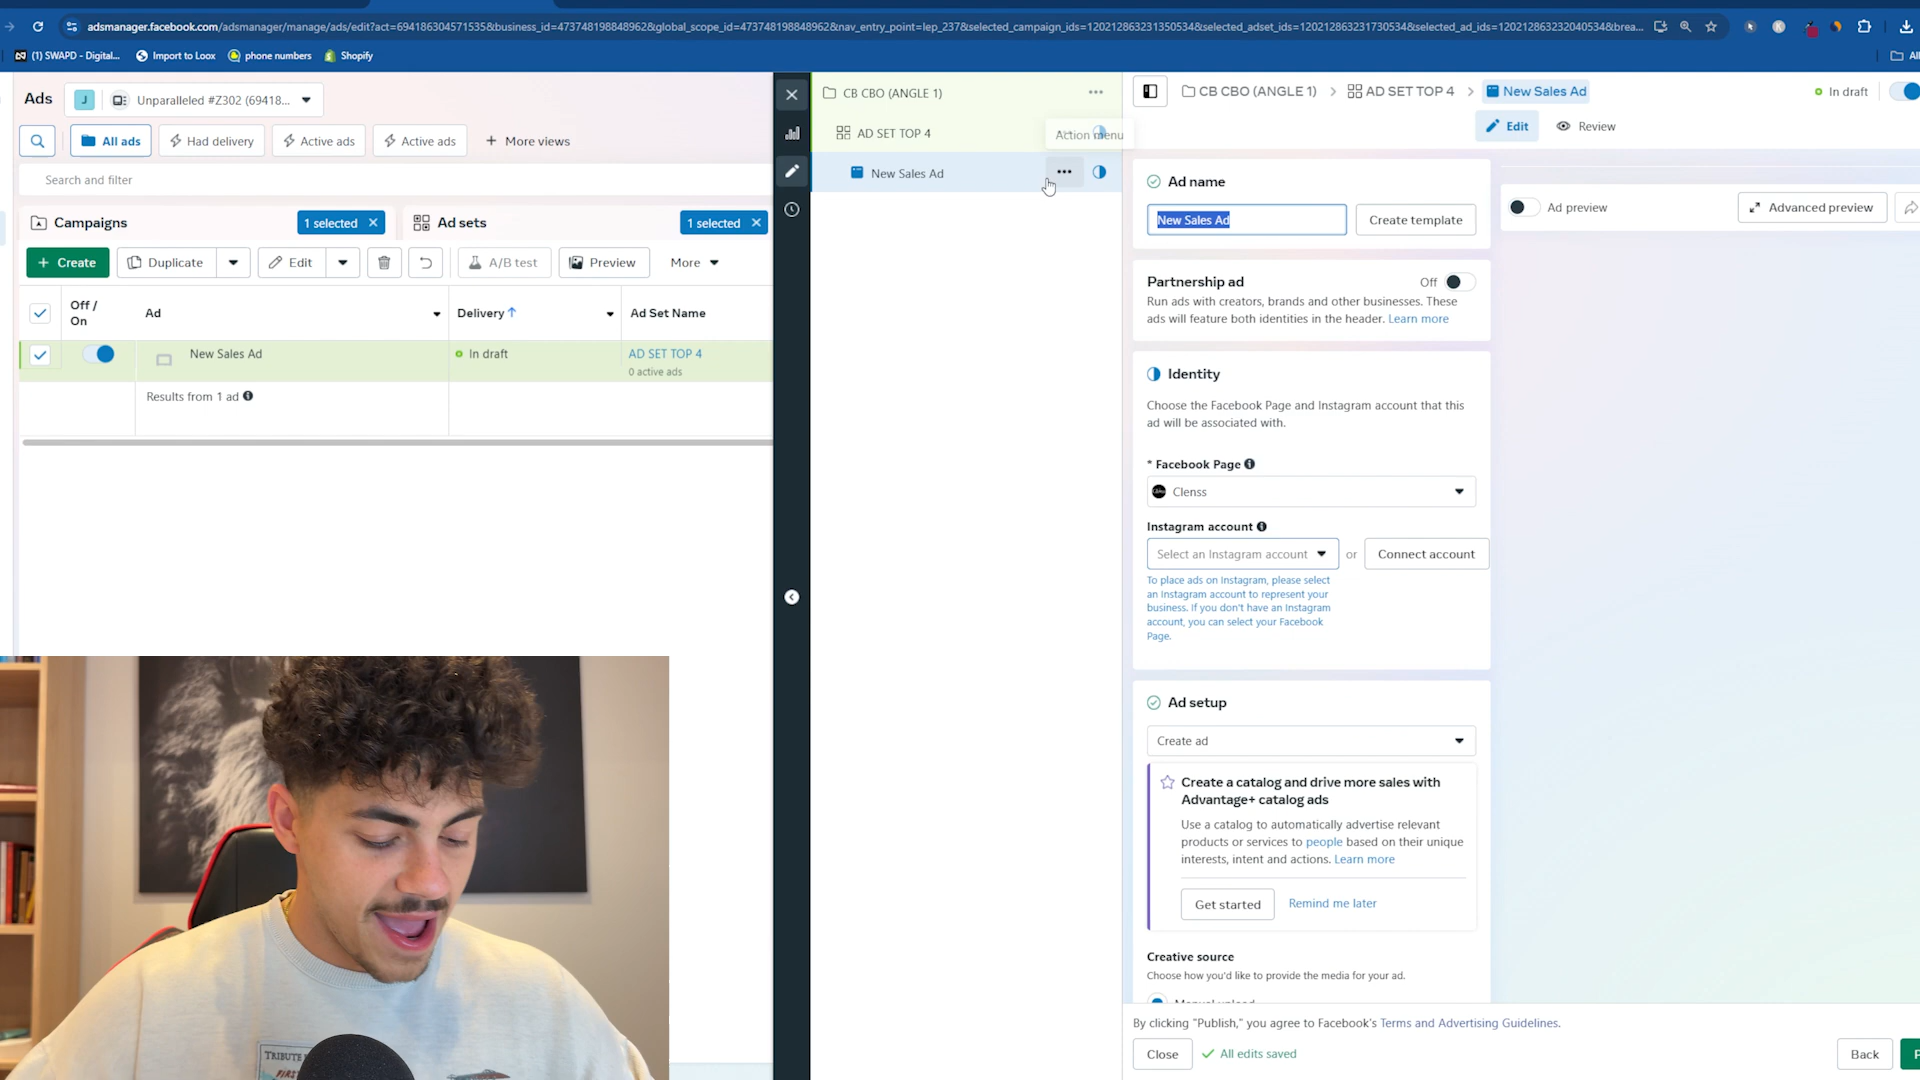 adsmanager.facebook.com/adsmanager/manage/ads/edit?act=694186304571535&business_id=473748198848962&global_scope_id=473748198848962&nav_entry_point=lep_237&selected_campaign_ids=120212863231350534&selected_adset_ids=120212863231730534&selected_ad_ids=120212863232040534&brea...
(1) SWAPD - Digital...
Import to Loox
phone numbers
Shopify
All
Ads
J
Unparalleled #Z302 (69418...
All ads
Had delivery
Active ads
Active ads
+ More views
Search and filter
Campaigns
1 selected
Ad sets
1 selected
+ Create
Duplicate
Edit
A/B test
Preview
More
Off / On
Ad
Delivery ↑
Ad Set Name
New Sales Ad
In draft
AD SET TOP 4
0 active ads
Results from 1 ad
CB CBO (ANGLE 1)
AD SET TOP 4
Action menu
New Sales Ad
CB CBO (ANGLE 1)
AD SET TOP 4
New Sales Ad
In draft
Edit
Review
Ad name
New Sales Ad
Create template
Partnership ad
Off
Run ads with creators, brands and other businesses. These
ads will feature both identities in the header. Learn more
Identity
Choose the Facebook Page and Instagram account that this
ad will be associated with.
* Facebook Page
Clenss
Instagram account
Select an Instagram account
or
Connect account
To place ads on Instagram, please select
an Instagram account to represent your
business. If you don't have an Instagram
account, you can select your Facebook
Page.
Ad setup
Create ad
Create a catalog and drive more sales with
Advantage+ catalog ads
Use a catalog to automatically advertise relevant
products or services to people based on their unique
interests, intent and actions. Learn more
Get started
Remind me later
Creative source
Choose how you'd like to provide the media for your ad.
Manual upload
Ad preview
Advanced preview
By clicking "Publish," you agree to Facebook's Terms and Advertising Guidelines.
Close
All edits saved
Back
TRIBUTE
FIRST